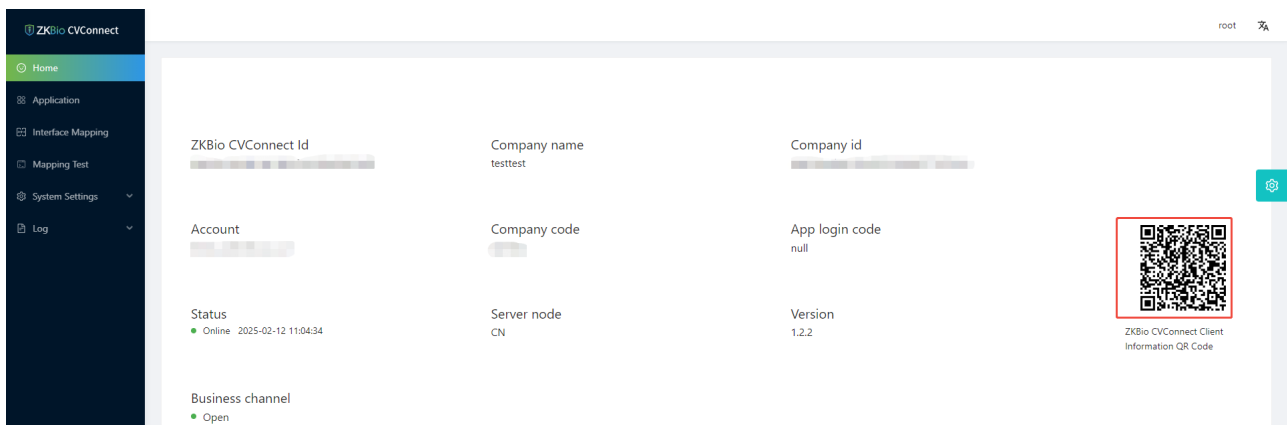 ZKBio CVConnect
root
Home
Application
Interface Mapping
Mapping Test
System Settings
Log
ZKBio CVConnect Id
Company name
testtest
Company id
Account
Company code
App login code
null
Status
Online 2025-02-12 11:04:34
Server node
CN
Version
1.2.2
ZKBio CVConnect Client
Information QR Code
Business channel
Open